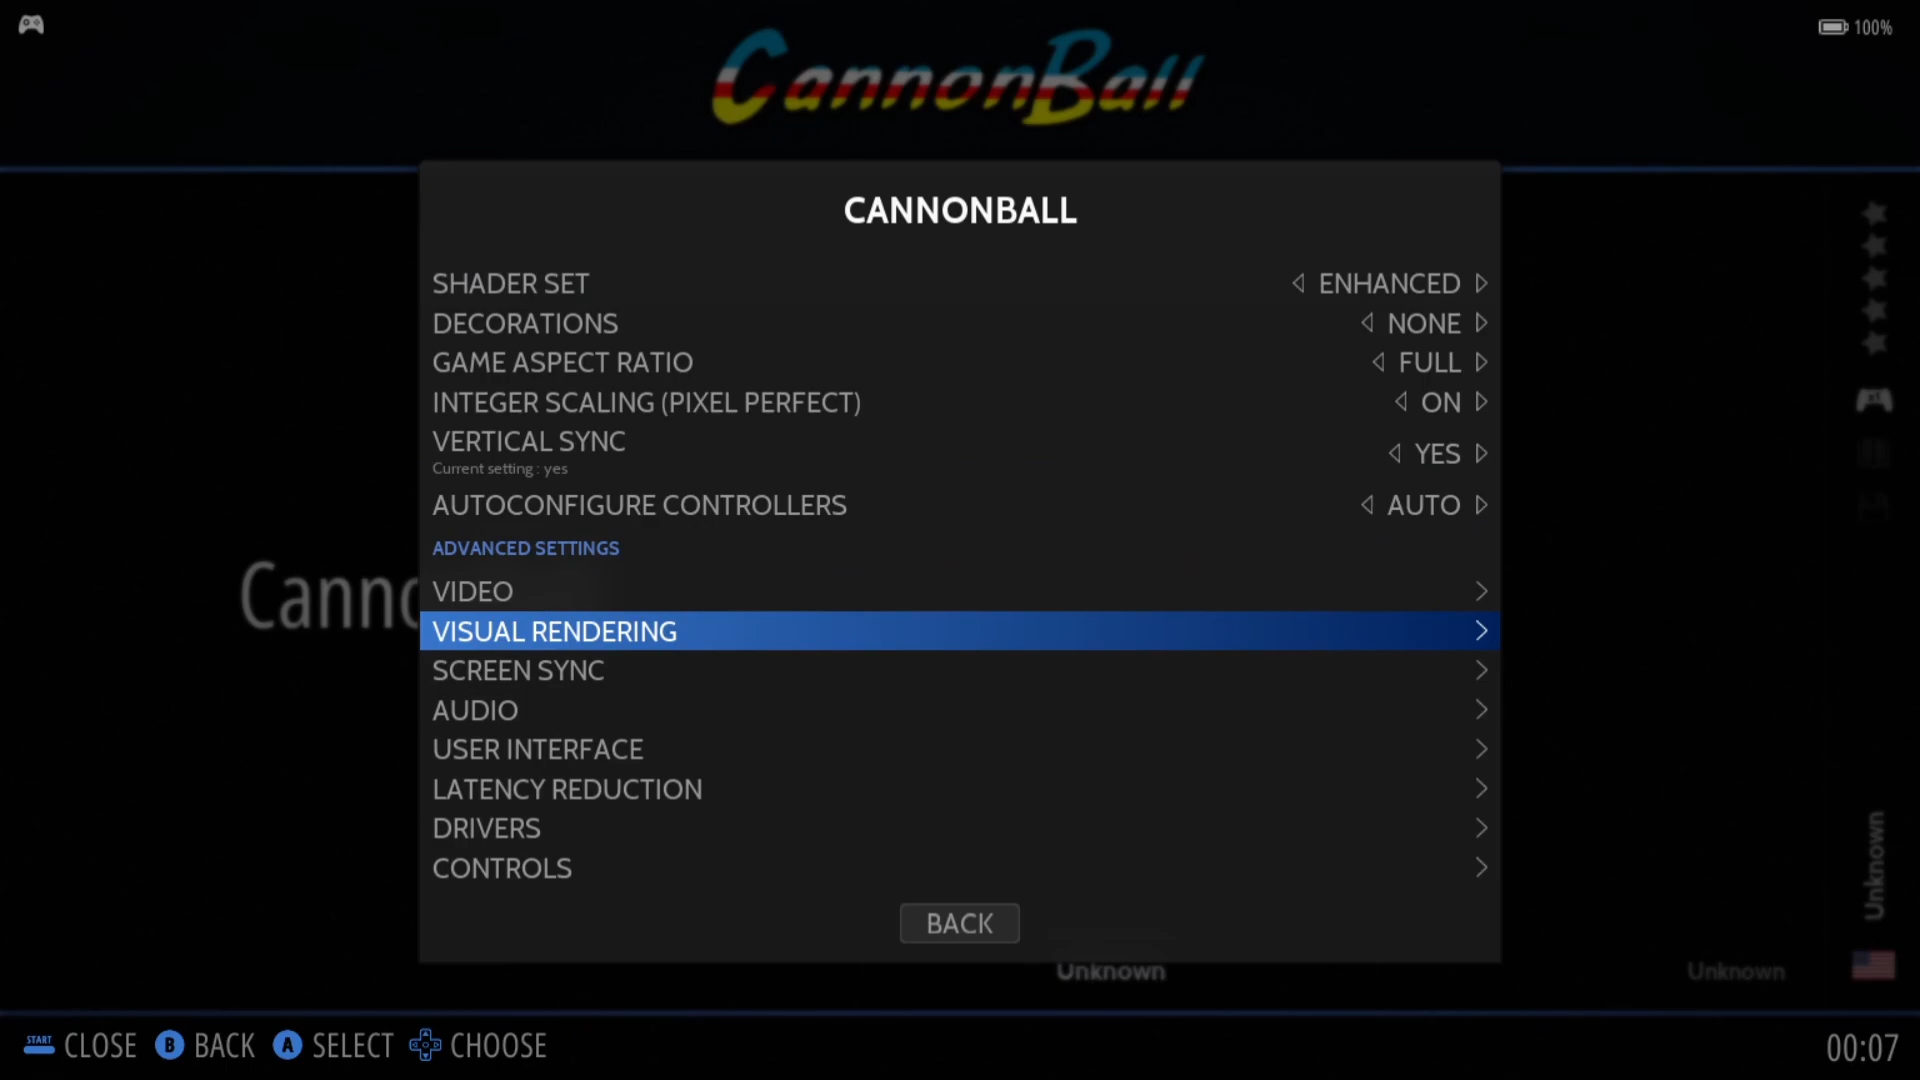 100%
CannonBall
CANNONBALL
SHADER SET ENHANCED
DECORATIONS NONE
GAME ASPECT RATIO FULL
INTEGER SCALING (PIXEL PERFECT) ON
VERTICAL SYNC YES
Current setting : yes
AUTOCONFIGURE CONTROLLERS AUTO
ADVANCED SETTINGS
VIDEO
Canno
VISUAL RENDERING
SCREEN SYNC
AUDIO
USER INTERFACE
LATENCY REDUCTION
DRIVERS
CONTROLS
Unknown
BACK
Unknown
Unknown
START CLOSE B BACK A SELECT CHOOSE
00:07